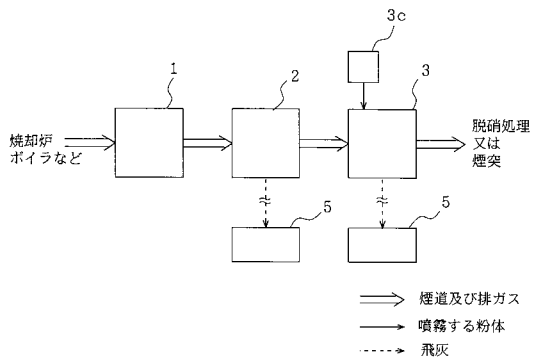 3c
1
2
3
焼却炉
ボイラなど
脱硝処理
又は
煙突
5
5
煙道及び排ガス
噴霧する粉体
飛灰